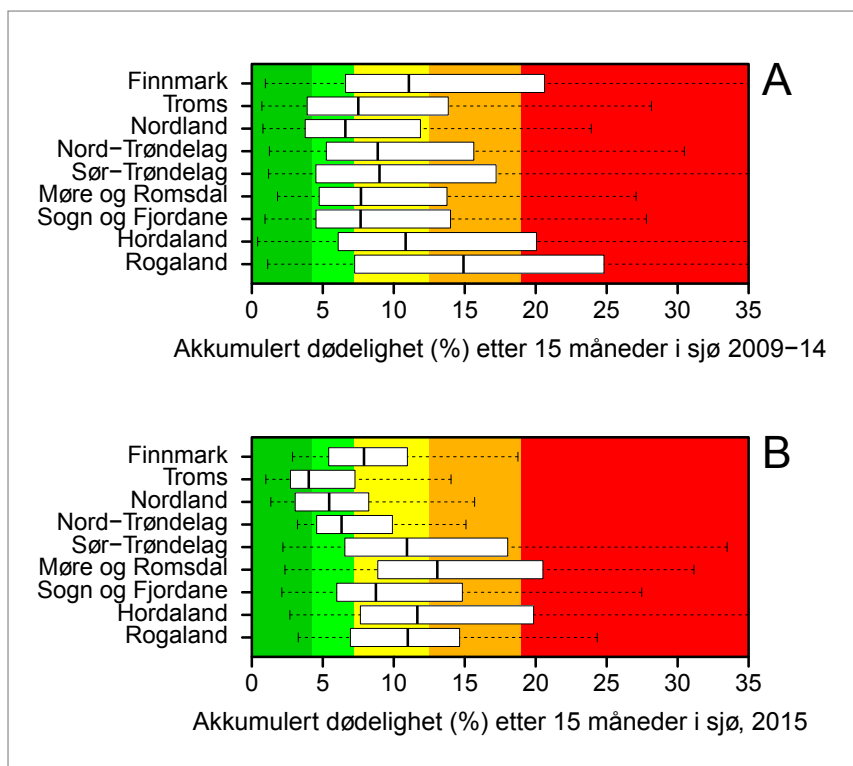 A
Finnmark
Troms
Nordland
Nord−Trøndelag
Sør−Trøndelag
Møre og Romsdal
Sogn og Fjordane
Hordaland
Rogaland
0 5 10 15 20 25 30 35
Akkumulert dødelighet (%) etter 15 måneder i sjø 2009−14
B
Finnmark
Troms
Nordland
Nord−Trøndelag
Sør−Trøndelag
Møre og Romsdal
Sogn og Fjordane
Hordaland
Rogaland
0 5 10 15 20 25 30 35
Akkumulert dødelighet (%) etter 15 måneder i sjø, 2015